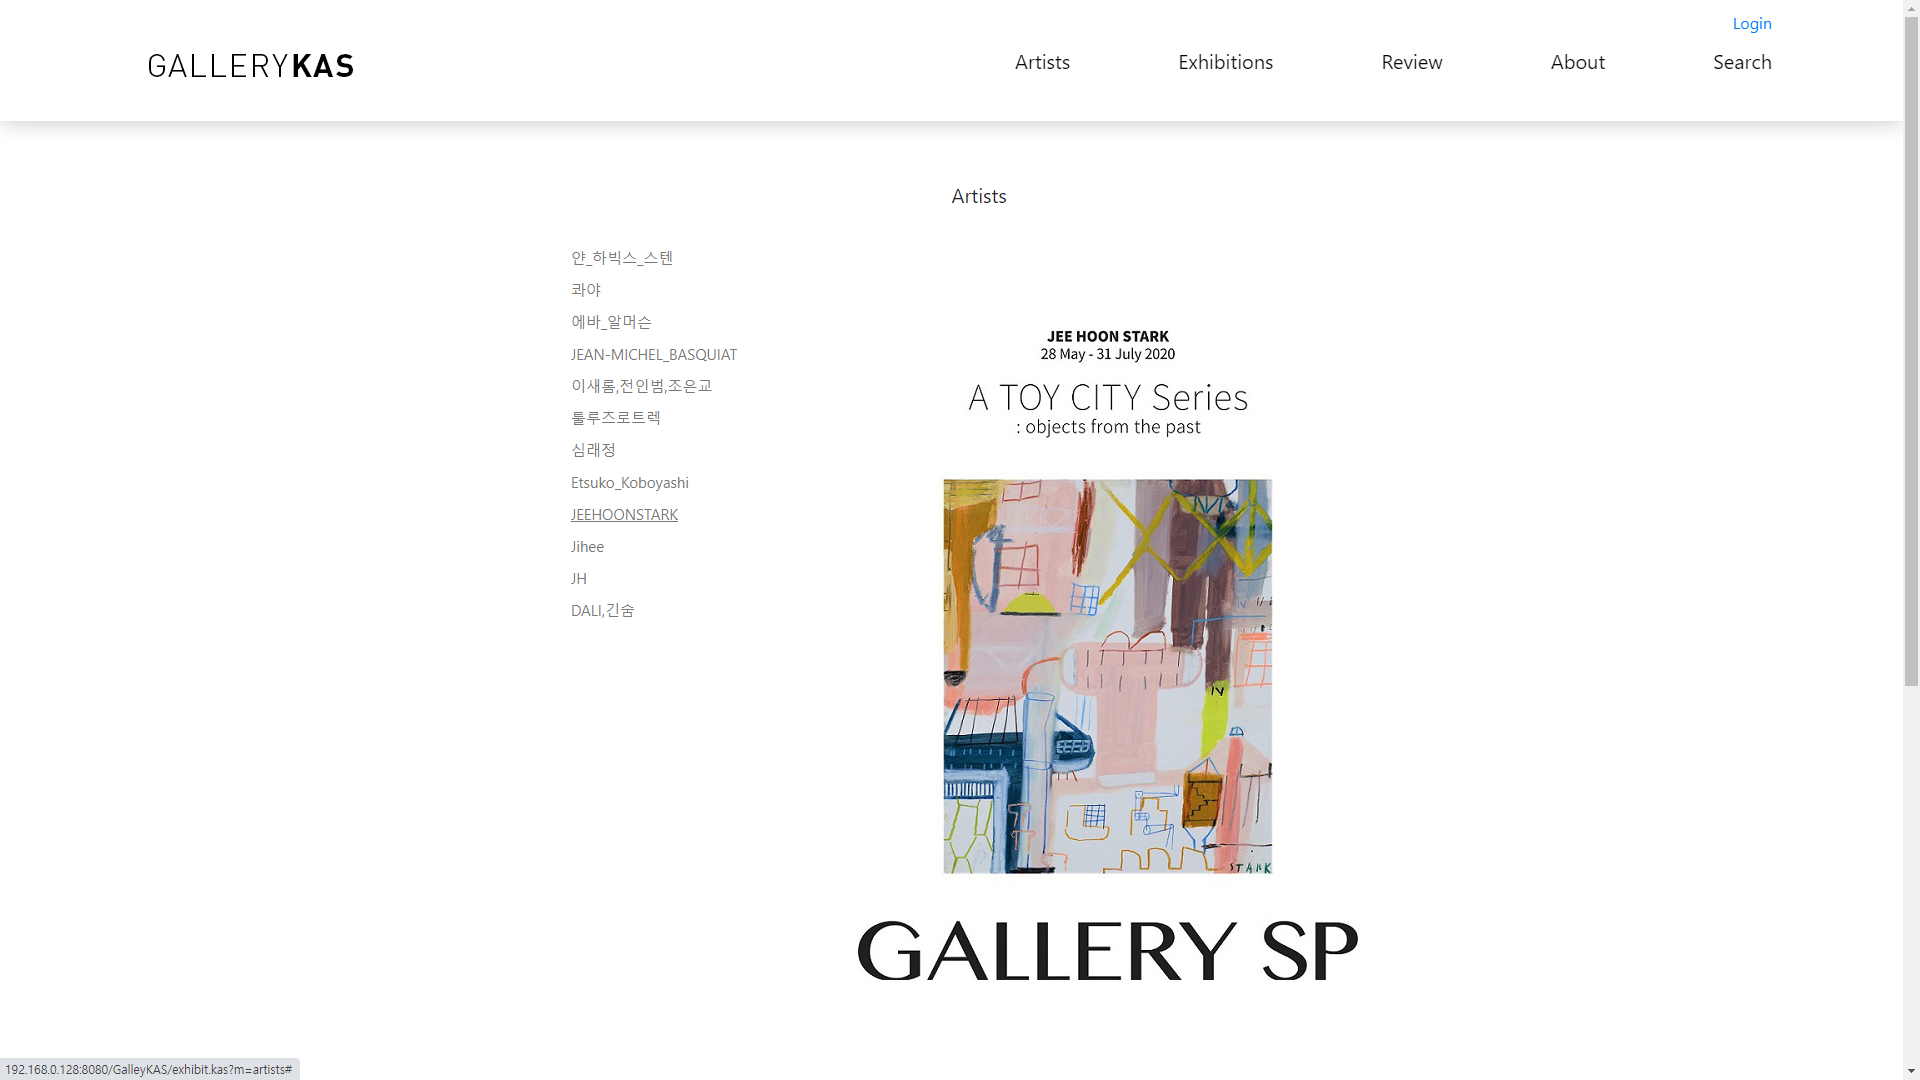 Login
GALLERYKAS
Artists
Exhibitions
Review
About
Search
Artists
얀_하빅스_스텐
콰야
에바_알머슨
JEAN-MICHEL_BASQUIAT
이새롬,전인범,조은교
툴루즈로트렉
심래정
Etsuko_Koboyashi
JEEHOONSTARK
Jihee
JH
DALI,긴숨
JEE HOON STARK
28 May - 31 July 2020
A TOY CITY Series
: objects from the past
STARK
GALLERY SP
192.168.0.128:8080/GalleyKAS/exhibit.kas?m=artists#